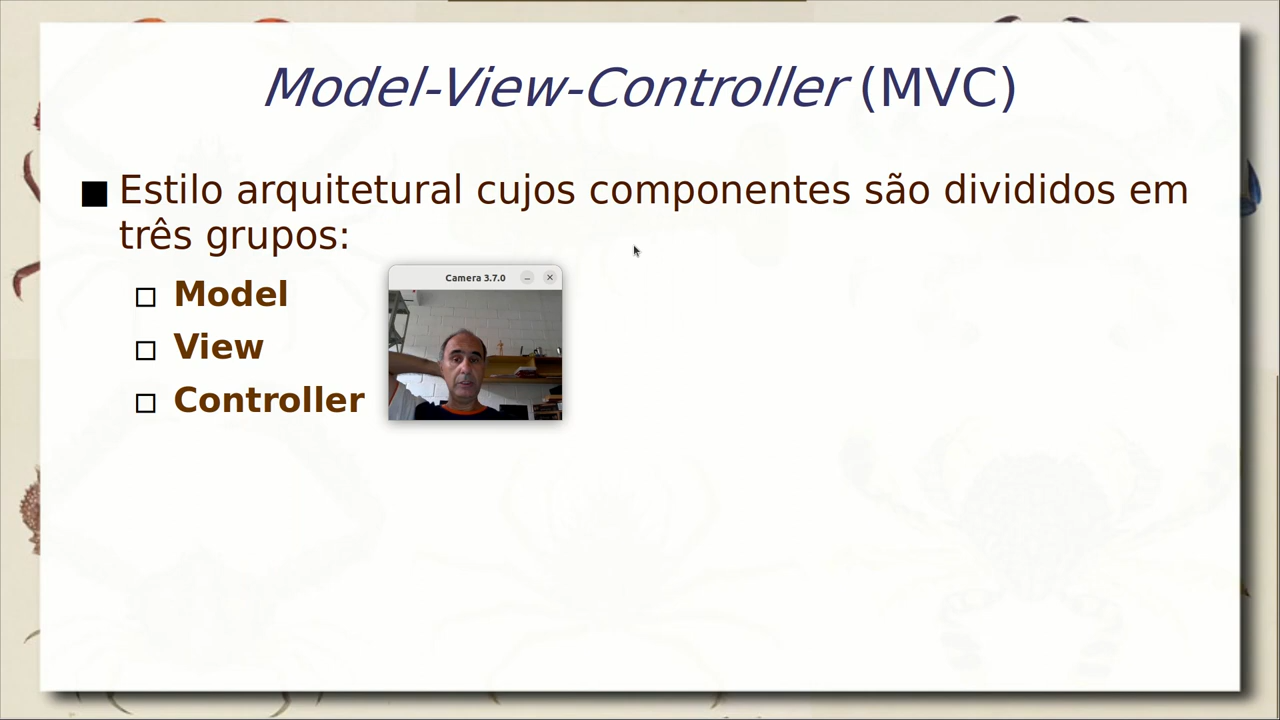 Model-View-Controller (MVC)
Estilo arquitetural cujos componentes são divididos em
três grupos:
Model
View
Controller
Camera 3.7.0